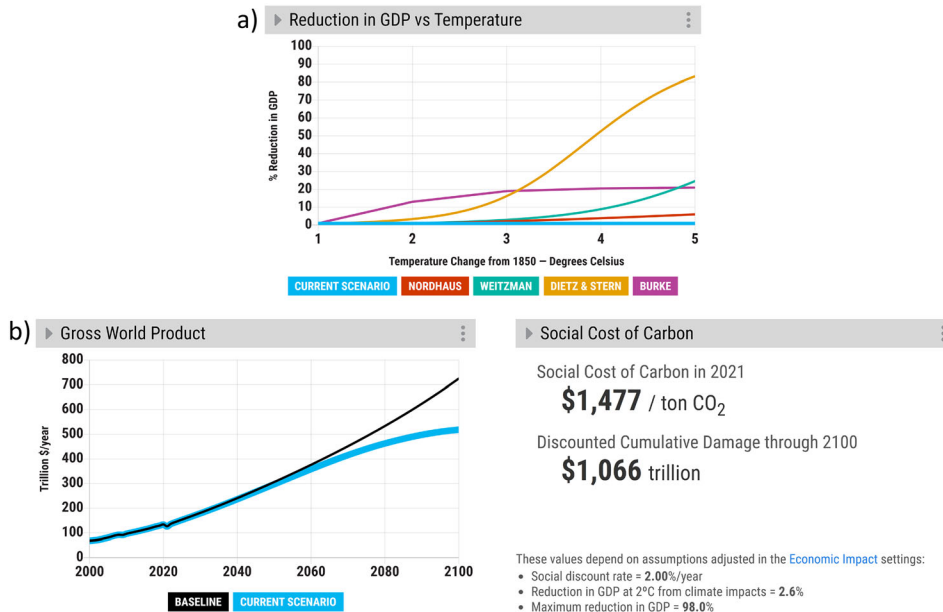 a) Reduction in GDP vs Temperature
100
90
80
70
60
50
40
30
20
10
0
% Reduction in GDP
1 2 3 4 5
Temperature Change from 1850 — Degrees Celsius
CURRENT SCENARIO NORDHAUS WEITZMAN DIETZ & STERN BURKE
b) Gross World Product
800
700
600
500
400
300
200
100
0
Trillion $/year
2000 2020 2040 2060 2080 2100
BASELINE CURRENT SCENARIO
Social Cost of Carbon
Social Cost of Carbon in 2021
$1,477 / ton CO₂
Discounted Cumulative Damage through 2100
$1,066 trillion
These values depend on assumptions adjusted in the Economic Impact settings:
• Social discount rate = 2.00%/year
• Reduction in GDP at 2ºC from climate impacts = 2.6%
• Maximum reduction in GDP = 98.0%